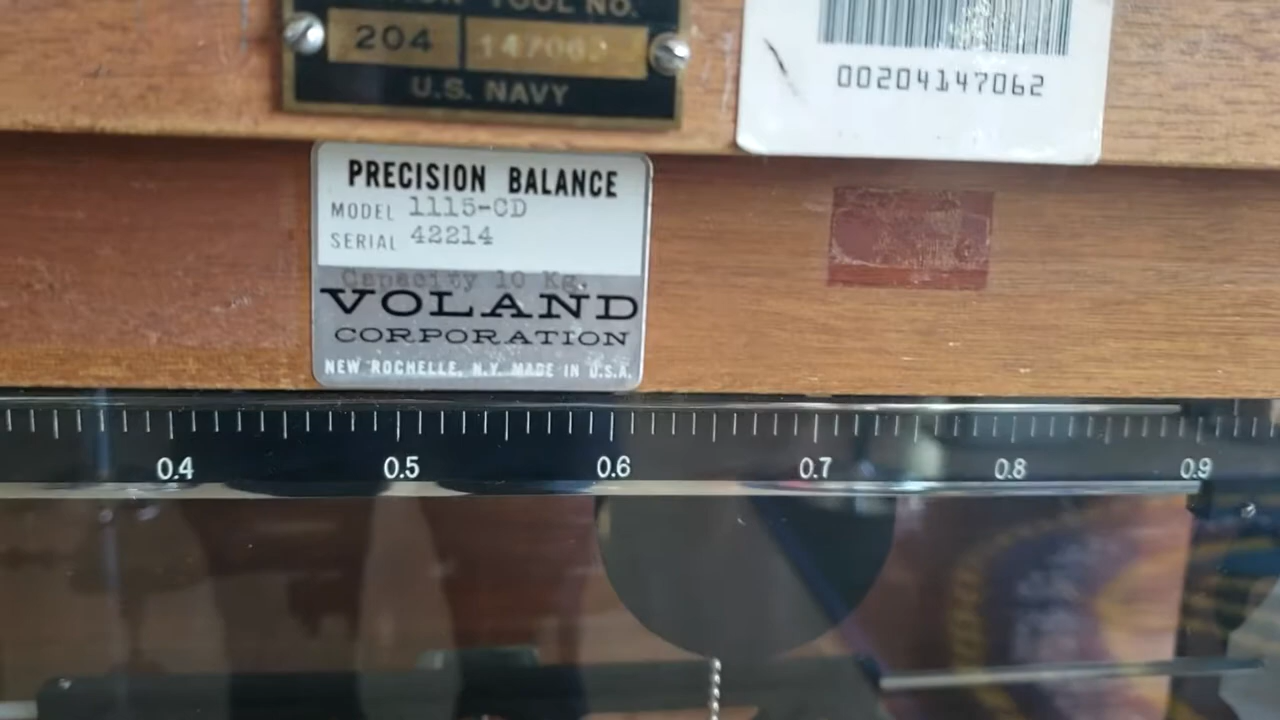 TOOL NO.
204 147062
U.S. NAVY
00204147062
PRECISION BALANCE
MODEL 1115-CD
SERIAL 42214
Capacity 10 Kg.
VOLAND
CORPORATION
NEW ROCHELLE, N.Y. MADE IN U.S.A.
0.4 0.5 0.6 0.7 0.8 0.9